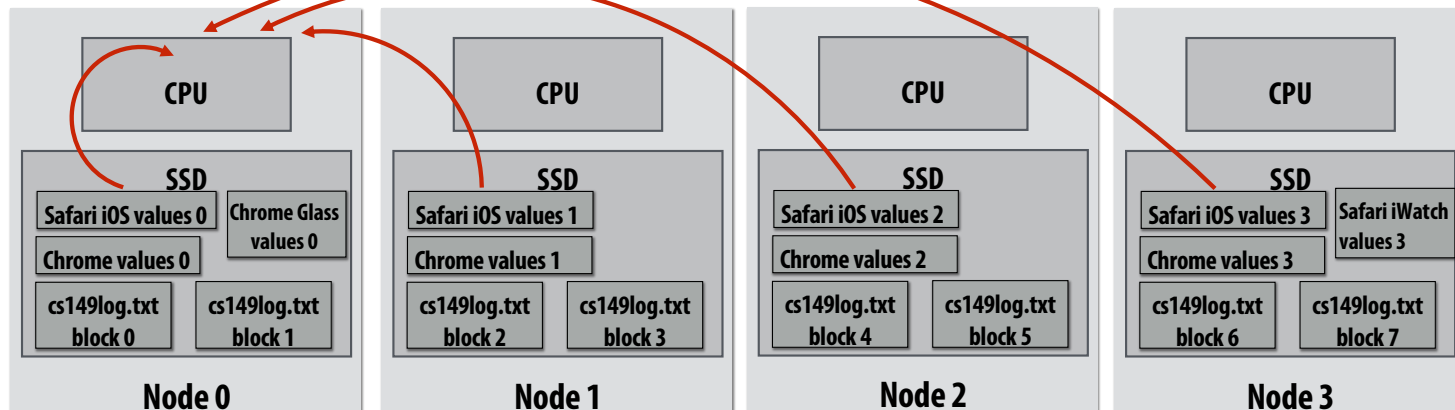 CPU
SSD
Safari iOS values 0
Chrome Glass
values 0
Chrome values 0
cs149log.txt
block 0
cs149log.txt
block 1
Node 0
CPU
SSD
Safari iOS values 1
Chrome values 1
cs149log.txt
block 2
cs149log.txt
block 3
Node 1
CPU
SSD
Safari iOS values 2
Chrome values 2
cs149log.txt
block 4
cs149log.txt
block 5
Node 2
CPU
SSD
Safari iOS values 3
Safari iWatch
values 3
Chrome values 3
cs149log.txt
block 6
cs149log.txt
block 7
Node 3